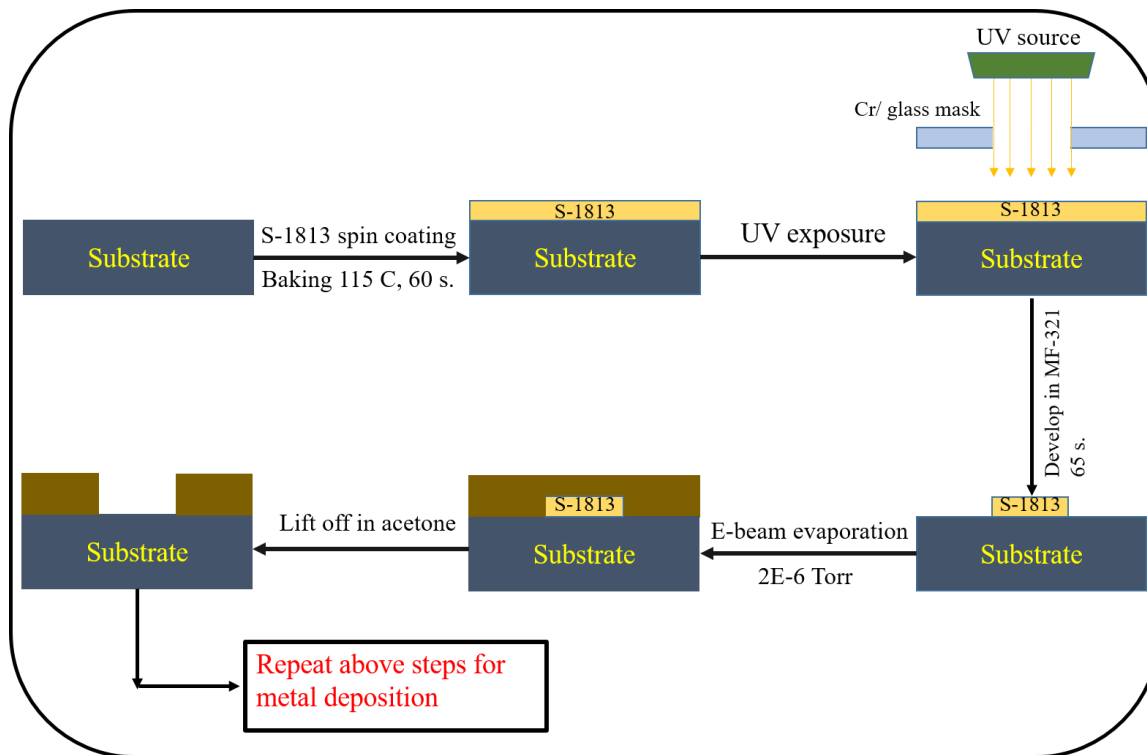 UV source
Cr/ glass mask
Substrate
S-1813 spin coating
Baking 115 C, 60 s.
S-1813
Substrate
UV exposure
S-1813
Substrate
Develop in MF-321
65 s.
S-1813
Substrate
E-beam evaporation
2E-6 Torr
S-1813
Substrate
Lift off in acetone
Substrate
Repeat above steps for
metal deposition